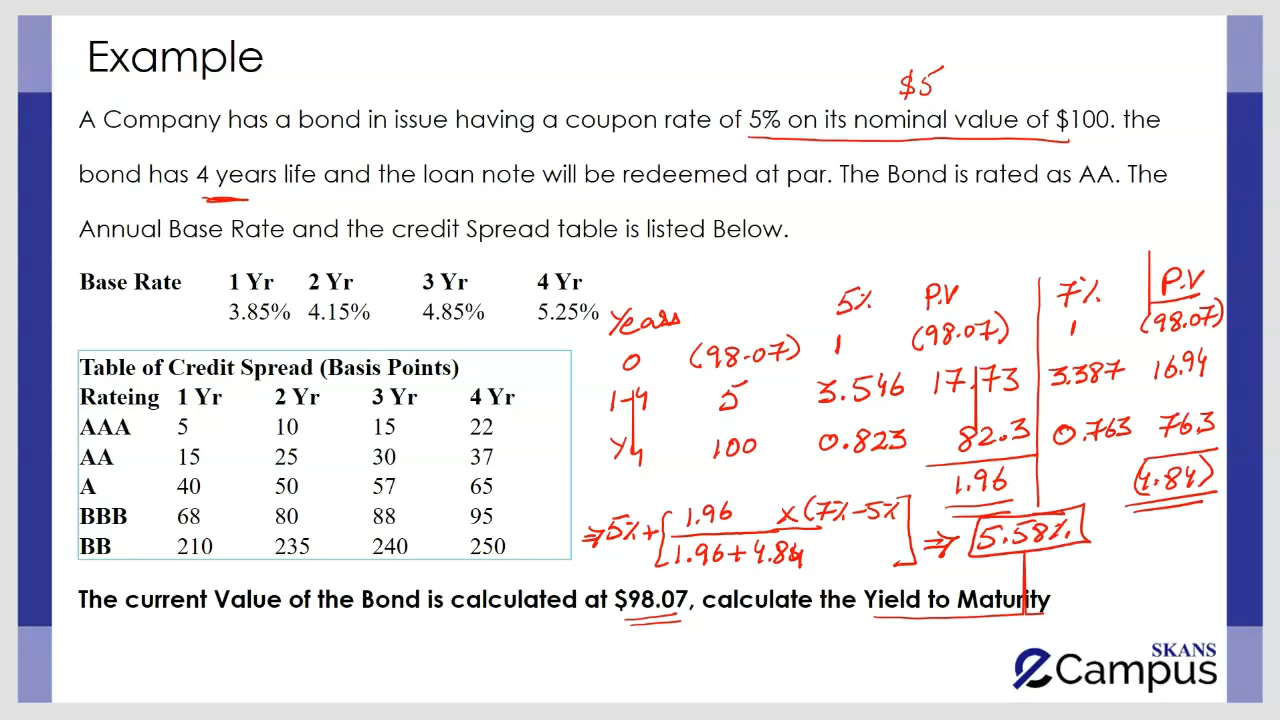 Example
$5
A Company has a bond in issue having a coupon rate of 5% on its nominal value of $100. the
bond has 4 years life and the loan note will be redeemed at par. The Bond is rated as AA. The
Annual Base Rate and the credit Spread table is listed Below.
Base Rate 1 Yr 2 Yr 3 Yr 4 Yr
3.85% 4.15% 4.85% 5.25%
Table of Credit Spread (Basis Points)
Rateing 1 Yr 2 Yr 3 Yr 4 Yr
AAA 5 10 15 22
AA 15 25 30 37
A 40 50 57 65
BBB 68 80 88 95
BB 210 235 240 250
Years 5% P.V 7% P.V
0 (98.07) 1 (98.07) 1 (98.07)
1-4 5 3.546 17.73 3.387 16.94
Y4 100 0.823 82.3 0.763 763
1.96 (4.84)
⇒ 5% + [1.96 / 1.96 + 4.84 x (7% - 5%)] ⇒ 5.58%
The current Value of the Bond is calculated at $98.07, calculate the Yield to Maturity
SKANS
eCampus